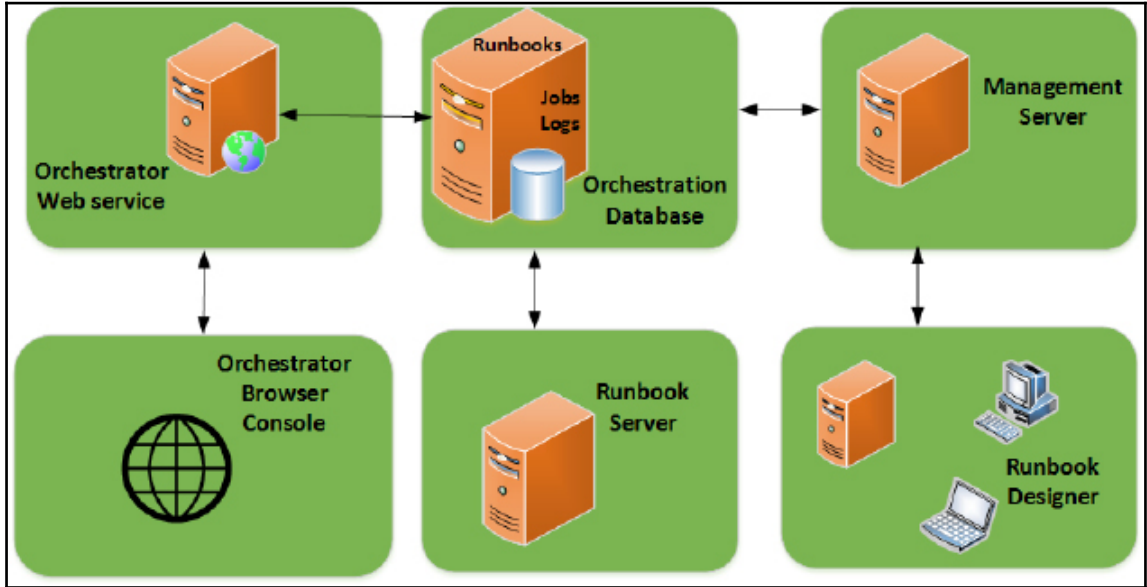 Orchestrator
Web service
Runbooks
Jobs
Logs
Orchestration
Database
Management
Server
Orchestrator
Browser
Console
Runbook
Server
Runbook
Designer